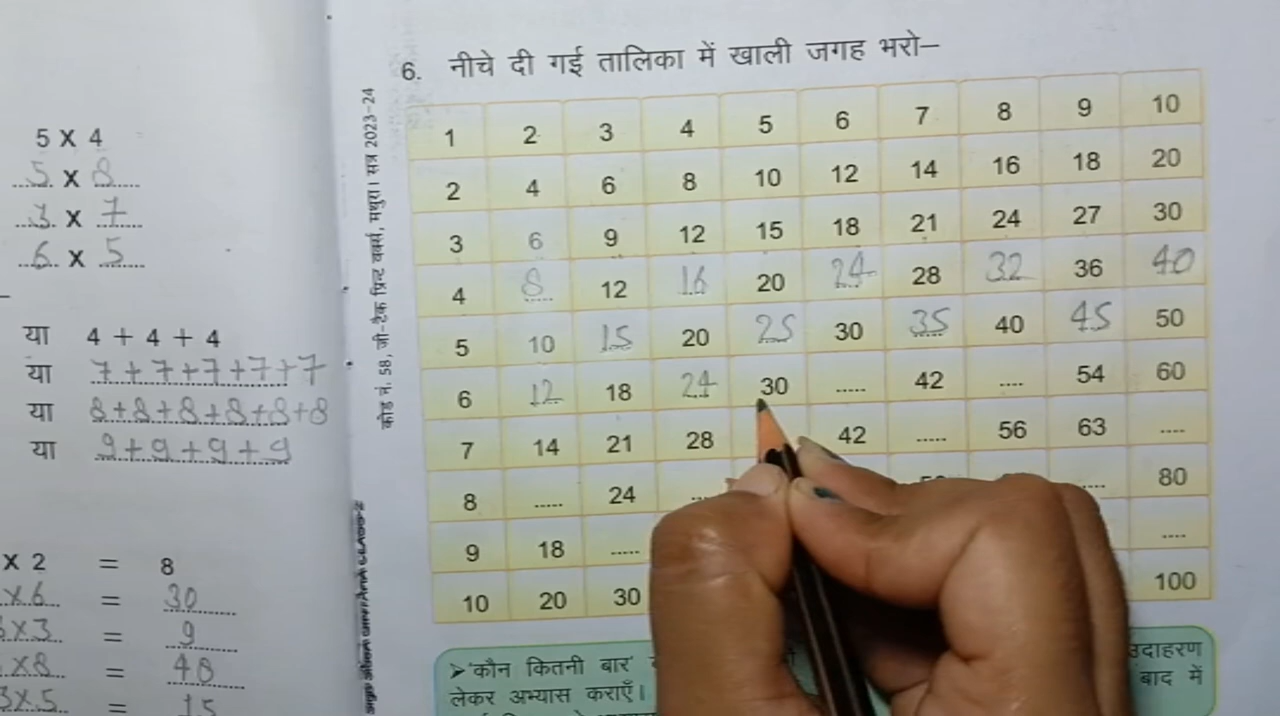 5 X 4
5 X 8
3 X 7
6 X 5
या 4 + 4 + 4
या 7+7+7+7+7
या 8+8+8+8+8+8
या 9+9+9+9
X 2 = 8
X6 = 30
X3 = 9
X8 = 48
3X5 = 15
कोड नं. 58, जी-टैक प्रिन्ट वर्क्स, मथुरा। सत्र 2023-24
6. नीचे दी गई तालिका में खाली जगह भरो–
1 2 3 4 5 6 7 8 9 10
2 4 6 8 10 12 14 16 18 20
3 6 9 12 15 18 21 24 27 30
4 8 12 16 20 24 28 32 36 40
5 10 15 20 25 30 35 40 45 50
6 12 18 24 30 ..... 42 .... 54 60
7 14 21 28 42 ..... 56 63 ....
8 ..... 24 .... .... 80
9 18 ..... ....
10 20 30 100
➤'कौन कितनी बार' उदाहरण
लेकर अभ्यास कराएँ। बाद में